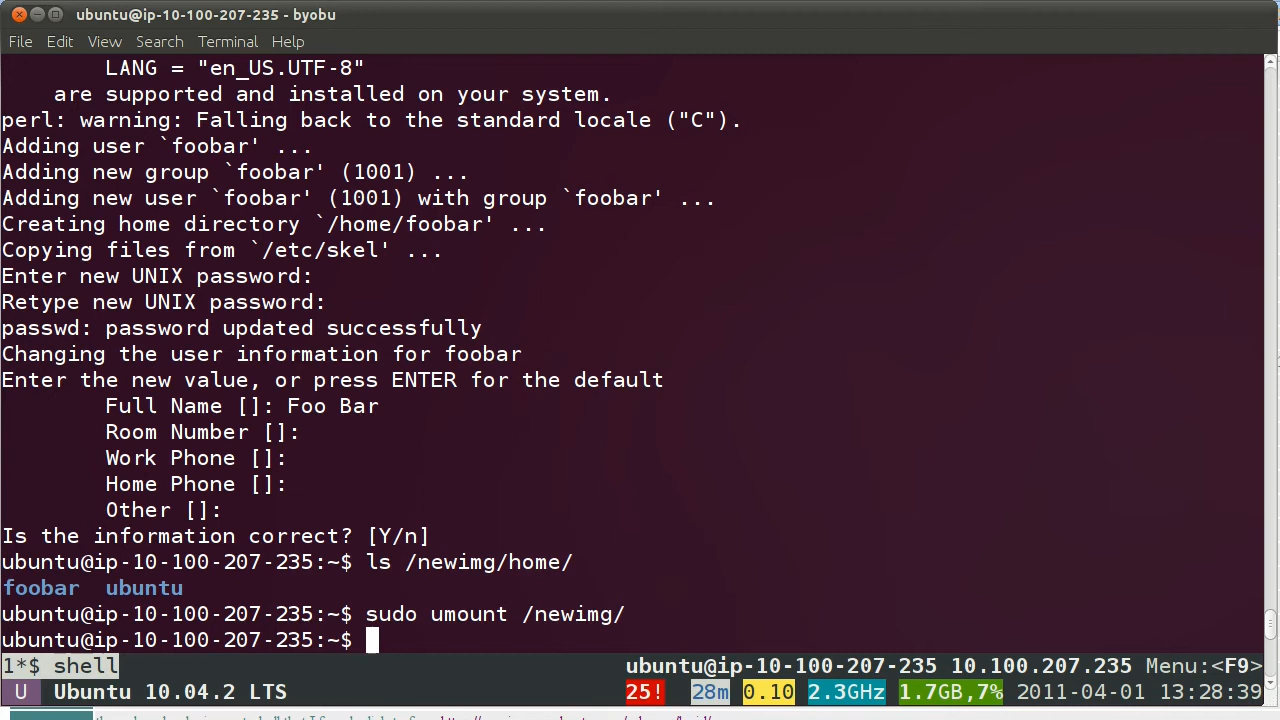 ubuntu@ip-10-100-207-235 - byobu
File Edit View Search Terminal Help
LANG = "en_US.UTF-8"
are supported and installed on your system.
perl: warning: Falling back to the standard locale ("C").
Adding user `foobar' ...
Adding new group `foobar' (1001) ...
Adding new user `foobar' (1001) with group `foobar' ...
Creating home directory `/home/foobar' ...
Copying files from `/etc/skel' ...
Enter new UNIX password:
Retype new UNIX password:
passwd: password updated successfully
Changing the user information for foobar
Enter the new value, or press ENTER for the default
Full Name []: Foo Bar
Room Number []:
Work Phone []:
Home Phone []:
Other []:
Is the information correct? [Y/n]
ubuntu@ip-10-100-207-235:~$ ls /newimg/home/
foobar ubuntu
ubuntu@ip-10-100-207-235:~$ sudo umount /newimg/
ubuntu@ip-10-100-207-235:~$
1*$ shell ubuntu@ip-10-100-207-235 10.100.207.235 Menu:<F9>
U Ubuntu 10.04.2 LTS 25! 28m 0.10 2.3GHz 1.7GB,7% 2011-04-01 13:28:39